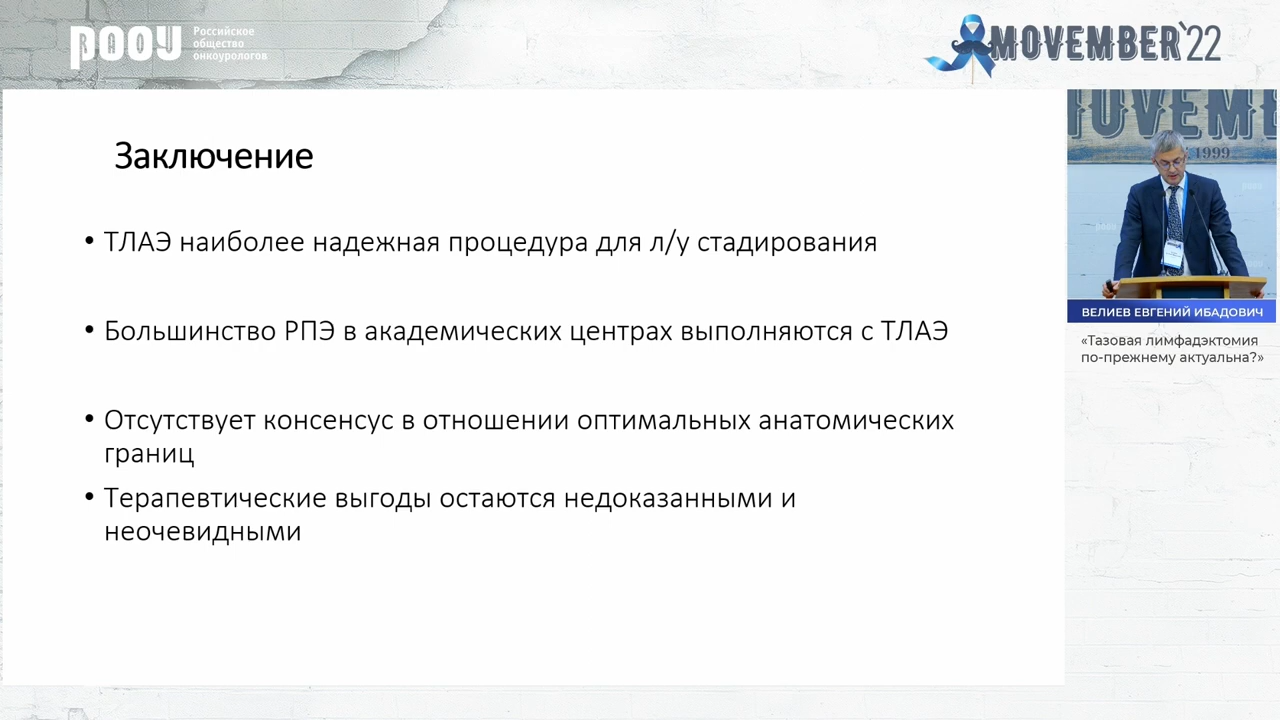 РООУ
Российское
общество
онкоурологов
MOVEMBER'22
Заключение
• ТЛАЭ наиболее надежная процедура для л/у стадирования
• Большинство РПЭ в академических центрах выполняются с ТЛАЭ
• Отсутствует консенсус в отношении оптимальных анатомических
границ
• Терапевтические выгоды остаются недоказанными и
неочевидными
1999
ВЕЛИЕВ ЕВГЕНИЙ ИБАДОВИЧ
«Тазовая лимфадэктомия
по-прежнему актуальна?»